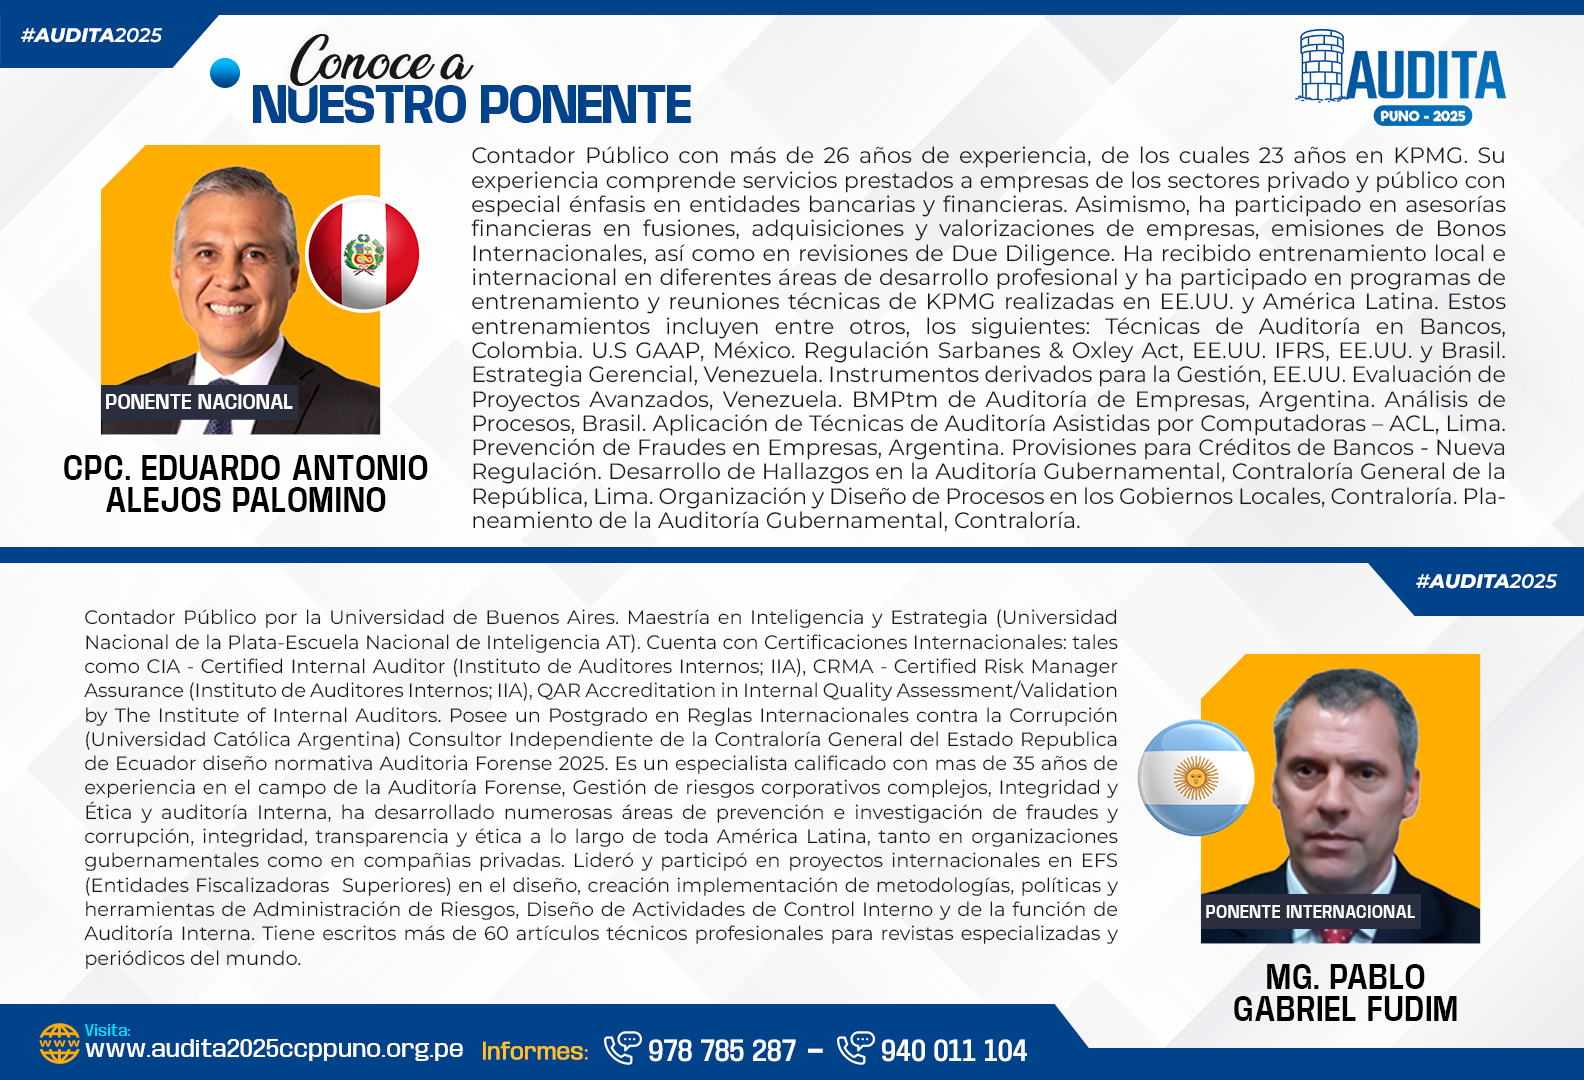 #AUDITA2025
Conoce a
NUESTRO PONENTE
AUDITA
PUNO - 2025
Contador Público con más de 26 años de experiencia, de los cuales 23 años en KPMG. Su
experiencia comprende servicios prestados a empresas de los sectores privado y público con
especial énfasis en entidades bancarias y financieras. Asimismo, ha participado en asesorías
financieras en fusiones, adquisiciones y valorizaciones de empresas, emisiones de Bonos
Internacionales, así como en revisiones de Due Diligence. Ha recibido entrenamiento local e
internacional en diferentes áreas de desarrollo profesional y ha participado en programas de
entrenamiento y reuniones técnicas de KPMG realizadas en EE.UU. y América Latina. Estos
entrenamientos incluyen entre otros, los siguientes: Técnicas de Auditoría en Bancos,
Colombia. U.S GAAP, México. Regulación Sarbanes & Oxley Act, EE.UU. IFRS, EE.UU. y Brasil.
Estrategia Gerencial, Venezuela. Instrumentos derivados para la Gestión, EE.UU. Evaluación de
Proyectos Avanzados, Venezuela. BMPtm de Auditoría de Empresas, Argentina. Análisis de
Procesos, Brasil. Aplicación de Técnicas de Auditoría Asistidas por Computadoras – ACL, Lima.
Prevención de Fraudes en Empresas, Argentina. Provisiones para Créditos de Bancos - Nueva
Regulación. Desarrollo de Hallazgos en la Auditoría Gubernamental, Contraloría General de la
República, Lima. Organización y Diseño de Procesos en los Gobiernos Locales, Contraloría. Pla-
neamiento de la Auditoría Gubernamental, Contraloría.
PONENTE NACIONAL
CPC. EDUARDO ANTONIO
ALEJOS PALOMINO
#AUDITA2025
Contador Público por la Universidad de Buenos Aires. Maestría en Inteligencia y Estrategia (Universidad
Nacional de la Plata-Escuela Nacional de Inteligencia AT). Cuenta con Certificaciones Internacionales: tales
como CIA - Certified Internal Auditor (Instituto de Auditores Internos; IIA), CRMA - Certified Risk Manager
Assurance (Instituto de Auditores Internos; IIA), QAR Accreditation in Internal Quality Assessment/Validation
by The Institute of Internal Auditors. Posee un Postgrado en Reglas Internacionales contra la Corrupción
(Universidad Católica Argentina) Consultor Independiente de la Contraloría General del Estado Republica
de Ecuador diseño normativa Auditoria Forense 2025. Es un especialista calificado con mas de 35 años de
experiencia en el campo de la Auditoría Forense, Gestión de riesgos corporativos complejos, Integridad y
Ética y auditoría Interna, ha desarrollado numerosas áreas de prevención e investigación de fraudes y
corrupción, integridad, transparencia y ética a lo largo de toda América Latina, tanto en organizaciones
gubernamentales como en compañias privadas. Lideró y participó en proyectos internacionales en EFS
(Entidades Fiscalizadoras Superiores) en el diseño, creación implementación de metodologías, políticas y
herramientas de Administración de Riesgos, Diseño de Actividades de Control Interno y de la función de
Auditoría Interna. Tiene escritos más de 60 artículos técnicos profesionales para revistas especializadas y
periódicos del mundo.
PONENTE INTERNACIONAL
MG. PABLO
GABRIEL FUDIM
www
Visita:
www.audita2025ccppuno.org.pe
Informes: 978 785 287 – 940 011 104